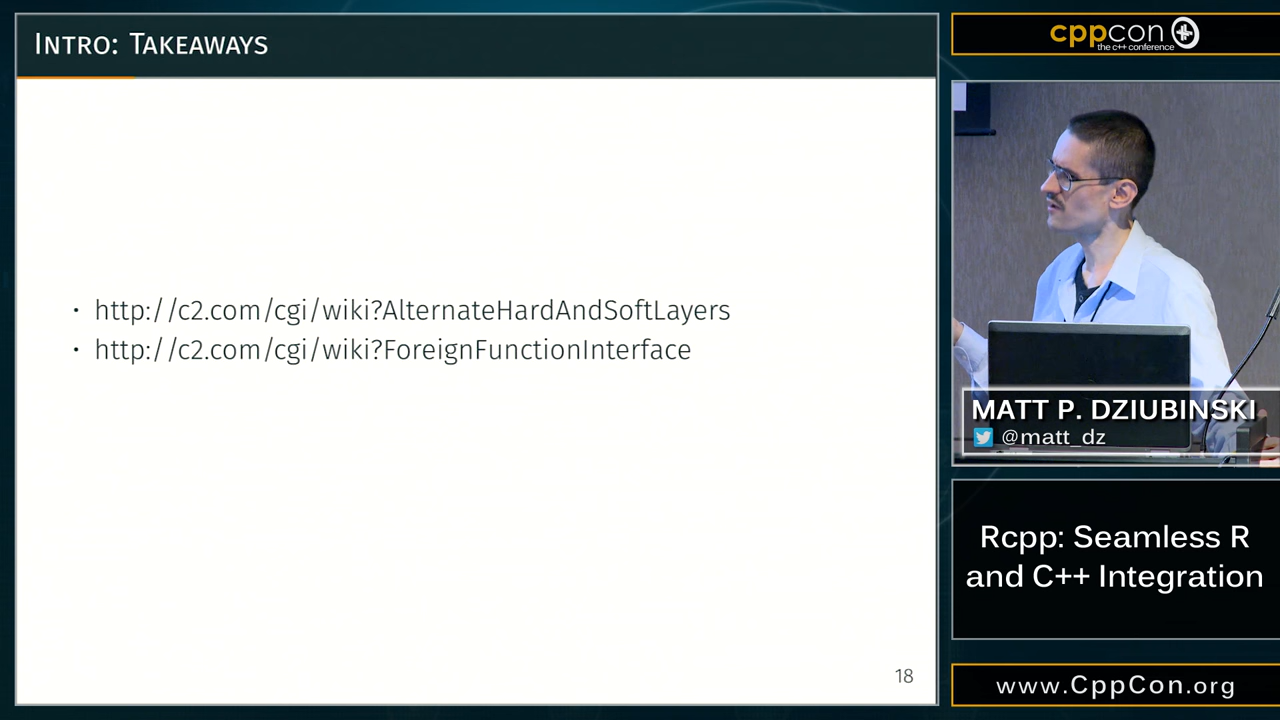 INTRO: TAKEAWAYS
• http://c2.com/cgi/wiki?AlternateHardAndSoftLayers
• http://c2.com/cgi/wiki?ForeignFunctionInterface
18
cppcon
the c++ conference
MATT P. DZIUBINSKI
@matt_dz
Rcpp: Seamless R
and C++ Integration
www.CppCon.org